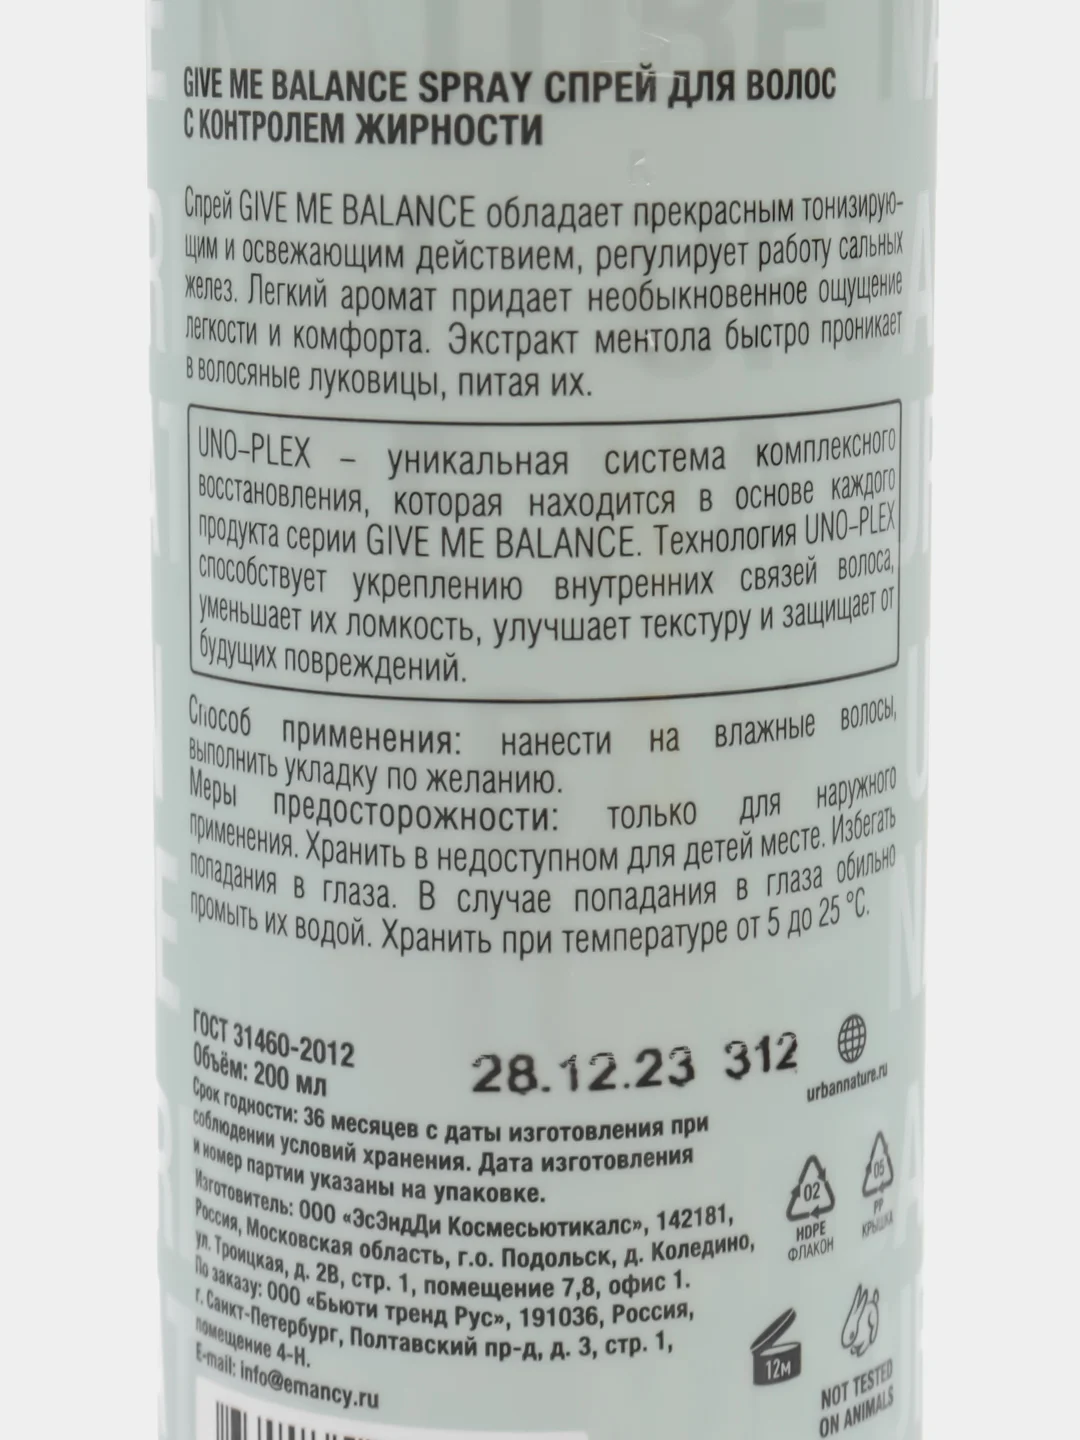 GIVE ME BALANCE SPRAY СПРЕЙ ДЛЯ ВОЛОС
С КОНТРОЛЕМ ЖИРНОСТИ
Спрей GIVE ME BALANCE обладает прекрасным тонизирую-
щим и освежающим действием, регулирует работу сальных
желез. Легкий аромат придает необыкновенное ощущение
легкости и комфорта. Экстракт ментола быстро проникает
в волосяные луковицы, питая их.
UNO-PLEX – уникальная система комплексного
восстановления, которая находится в основе каждого
продукта серии GIVE ME BALANCE. Технология UNO-PLEX
способствует укреплению внутренних связей волоса,
уменьшает их ломкость, улучшает текстуру и защищает от
будущих повреждений.
Способ применения: нанести на влажные волосы,
выполнить укладку по желанию.
Меры предосторожности: только для наружного
применения. Хранить в недоступном для детей месте. Избегать
попадания в глаза. В случае попадания в глаза обильно
промыть их водой. Хранить при температуре от 5 до 25 °C.
ГОСТ 31460-2012
Объём: 200 мл
28.12.23 312
urbannature.ru
Срок годности: 36 месяцев с даты изготовления при
соблюдении условий хранения. Дата изготовления
и номер партии указаны на упаковке.
Изготовитель: ООО «ЭсЭндДи Космесьютикалс», 142181,
Россия, Московская область, г.о. Подольск, д. Коледино,
ул. Троицкая, д. 2В, стр. 1, помещение 7,8, офис 1.
По заказу: ООО «Бьюти тренд Рус», 191036, Россия,
г. Санкт-Петербург, Полтавский пр-д, д. 3, стр. 1,
помещение 4-Н.
E-mail: info@emancy.ru
02
HDPE
ФЛАКОН
05
PP
КРЫШКА
12м
NOT TESTED
ON ANIMALS